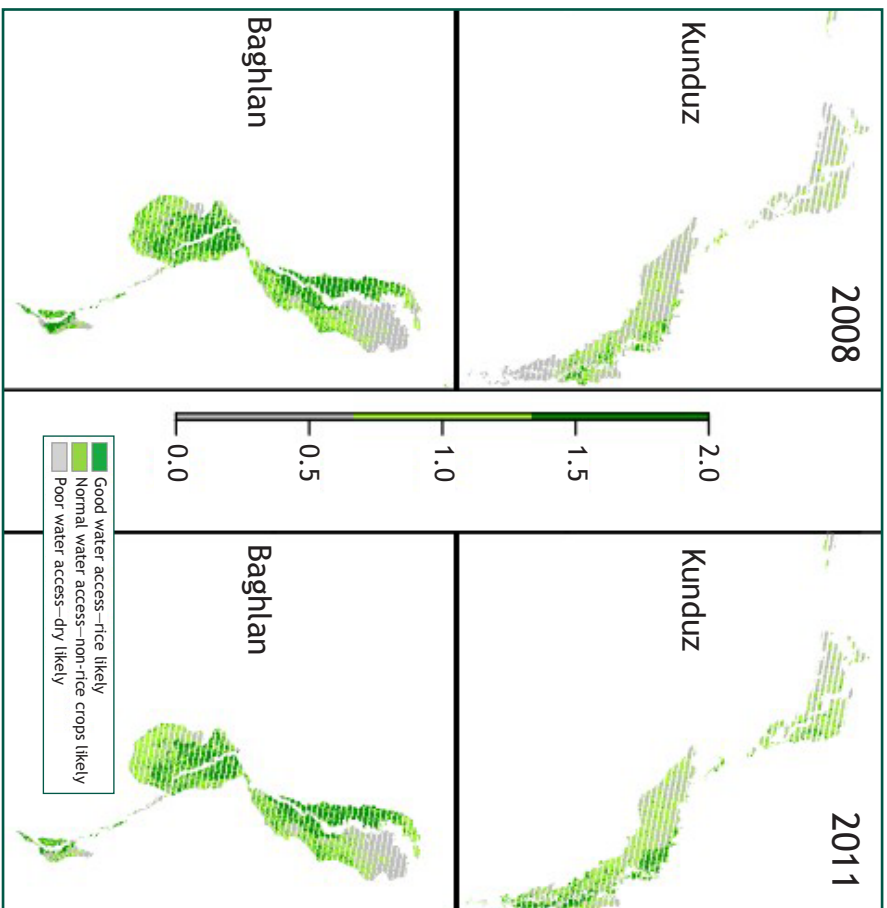 2008
Kunduz
Baghlan
0.0
0.5
1.0
1.5
2.0
Good water access—rice likely
Normal water access—non-rice crops likely
Poor water access—dry likely
2011
Kunduz
Baghlan